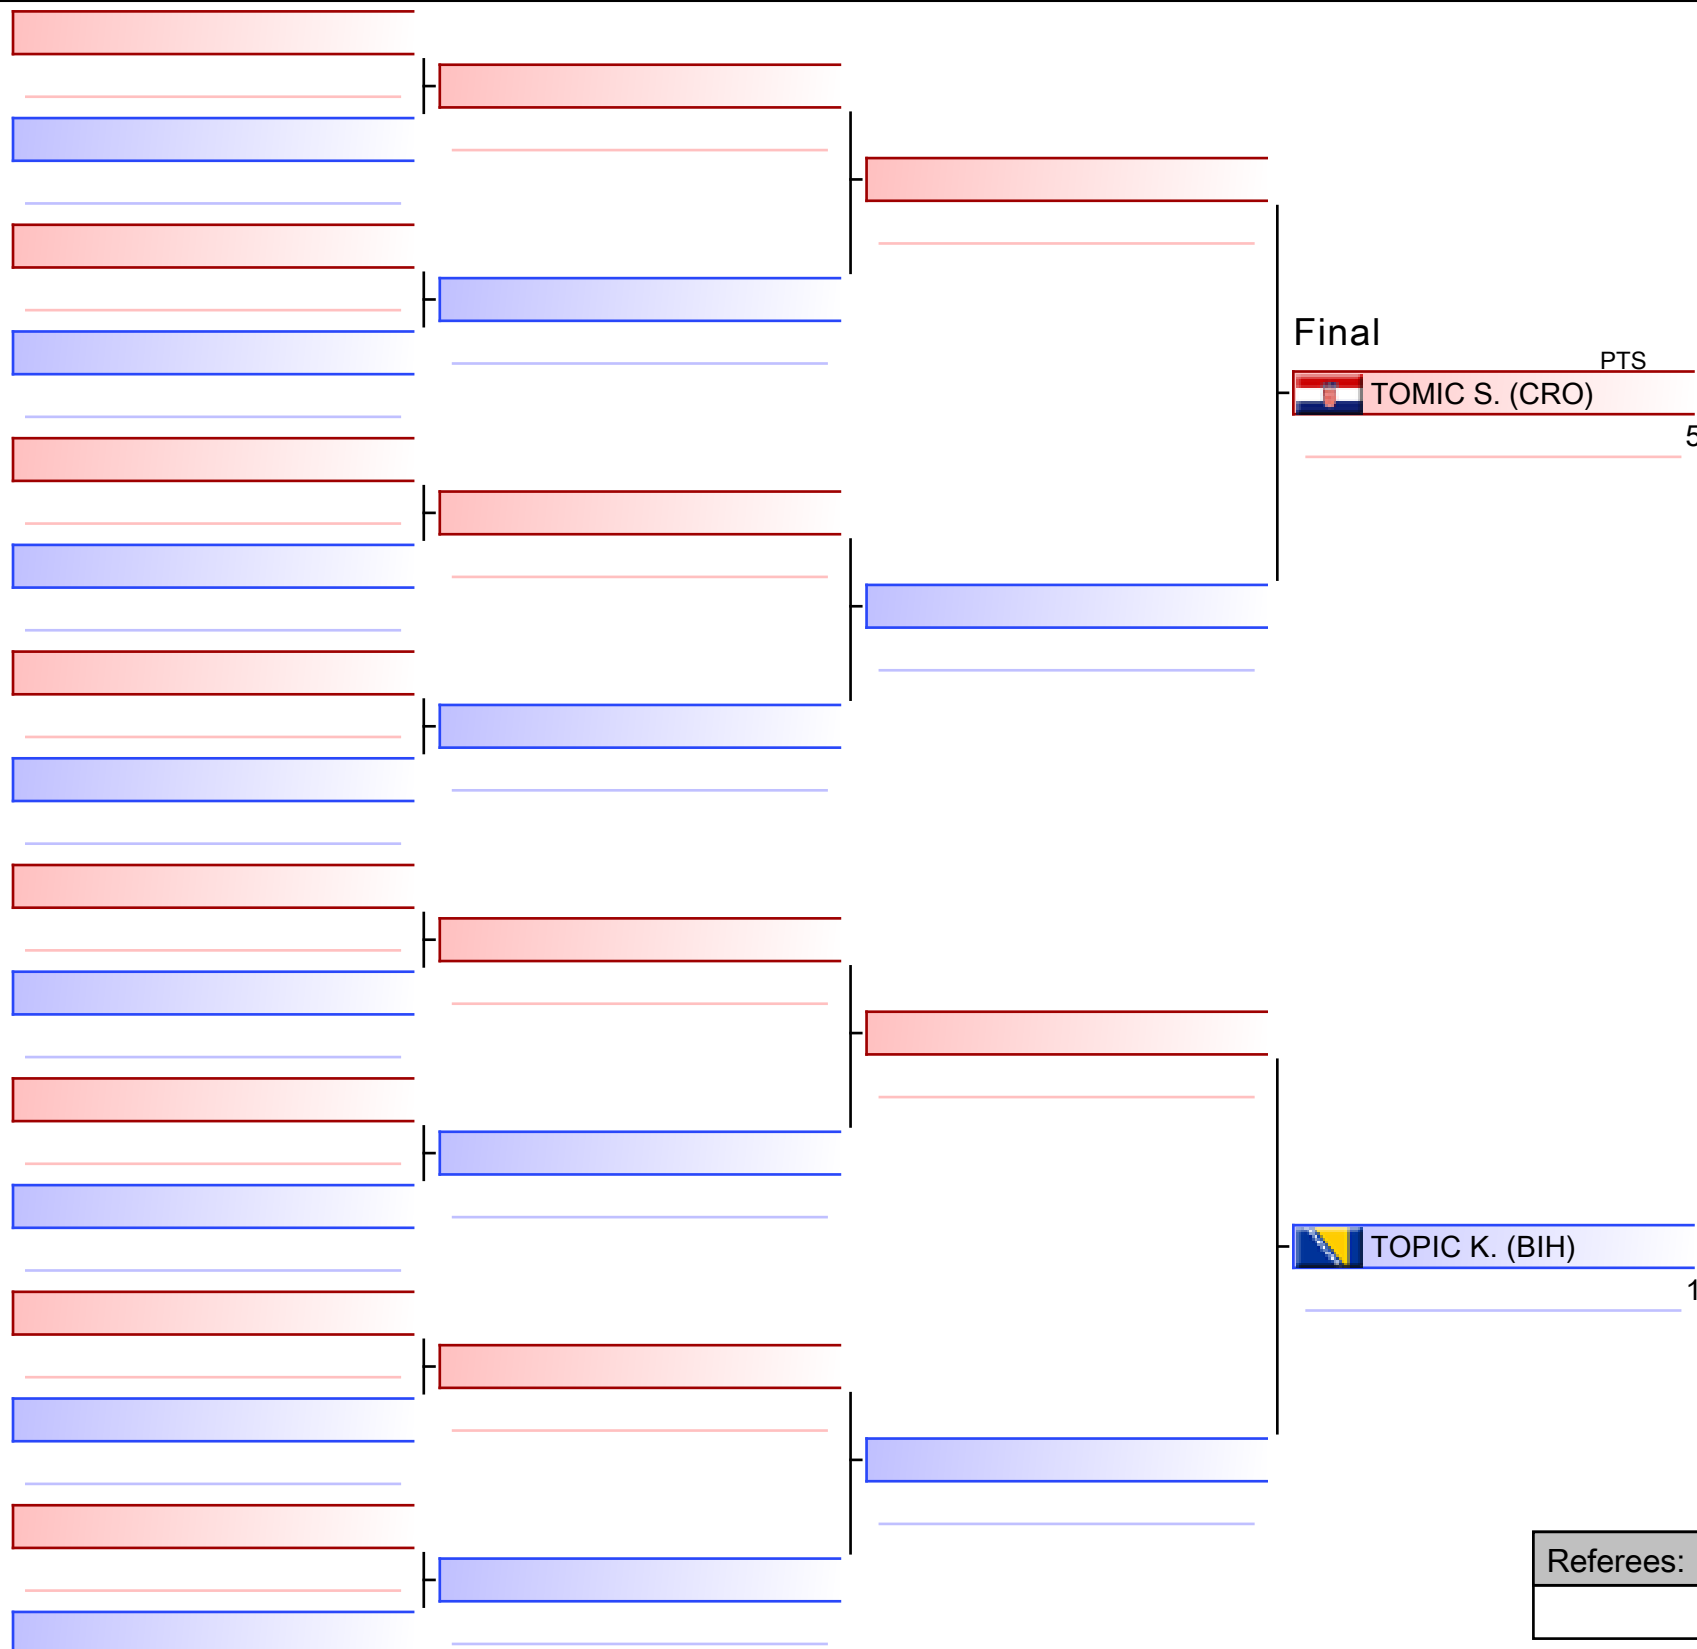 Final
PTS
TOMIC S. (CRO)
5
TOPIC K. (BIH)
1
Referees: